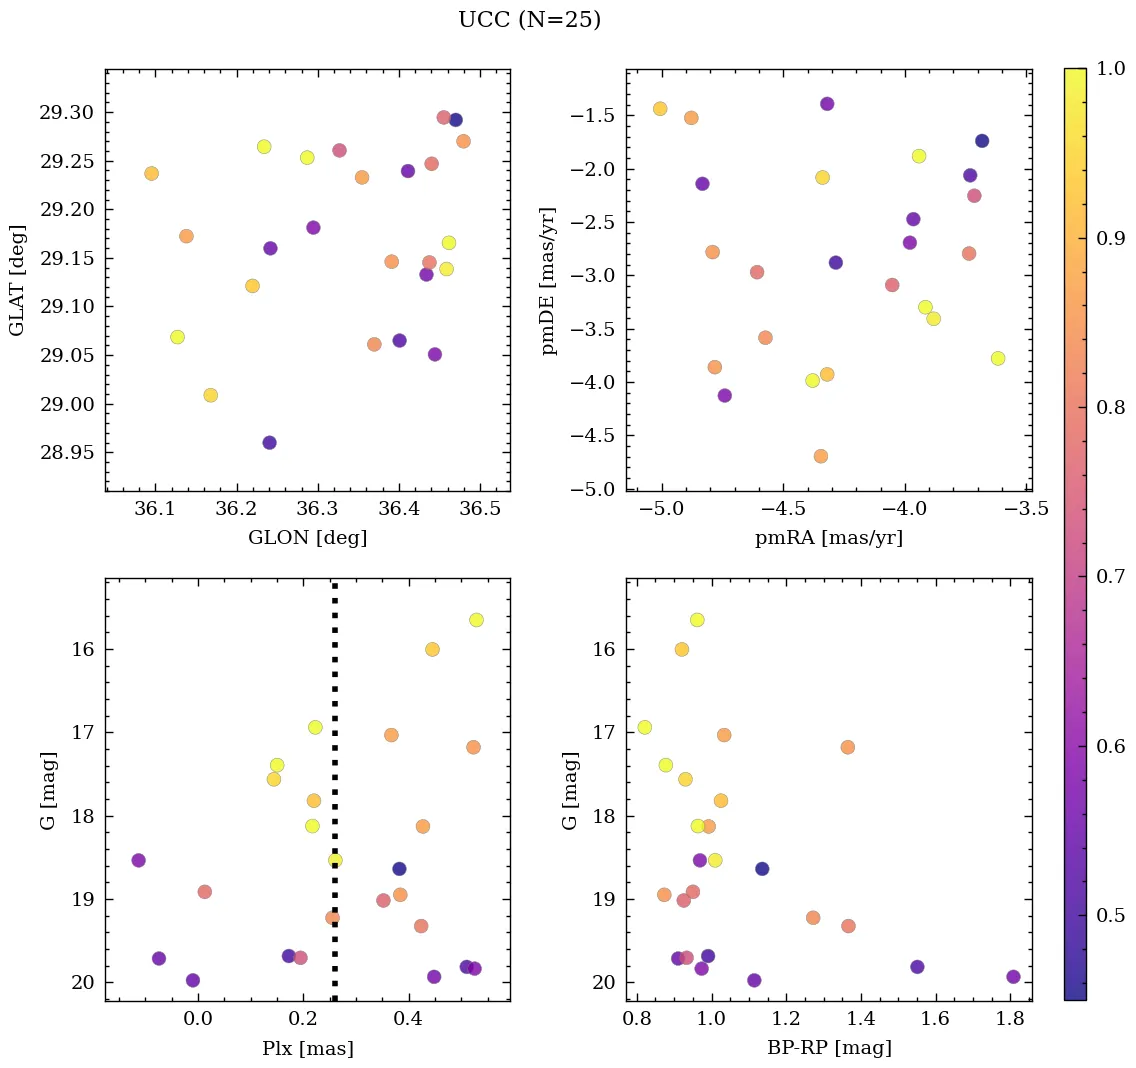 UCC (N=25)
29.30
29.25
29.20
29.15
29.10
29.05
29.00
28.95
GLAT [deg]
36.1 36.2 36.3 36.4 36.5
GLON [deg]
−1.5
−2.0
−2.5
−3.0
−3.5
−4.0
−4.5
−5.0
pmDE [mas/yr]
−5.0 −4.5 −4.0 −3.5
pmRA [mas/yr]
16
17
18
19
20
G [mag]
0.0 0.2 0.4
Plx [mas]
16
17
18
19
20
G [mag]
0.8 1.0 1.2 1.4 1.6 1.8
BP-RP [mag]
1.0
0.9
0.8
0.7
0.6
0.5